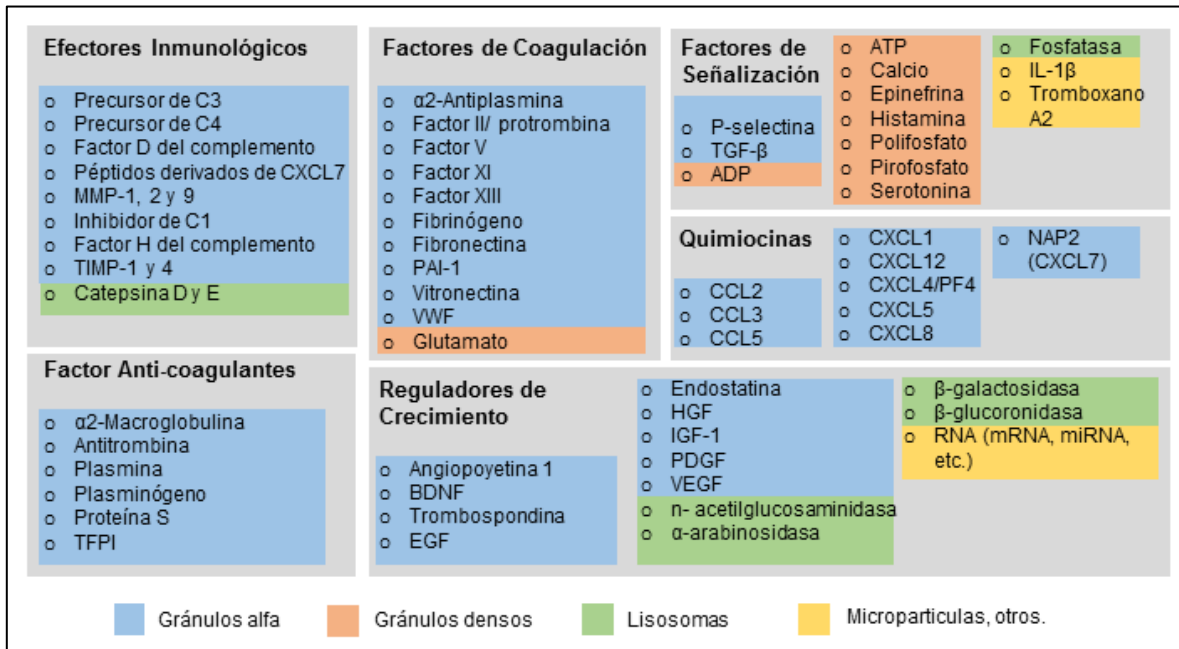 Efectores Inmunológicos
o Precursor de C3
o Precursor de C4
o Factor D del complemento
o Péptidos derivados de CXCL7
o MMP-1, 2 y 9
o Inhibidor de C1
o Factor H del complemento
o TIMP-1 y 4
o Catepsina D y E
Factores de Coagulación
o α2-Antiplasmina
o Factor II/ protrombina
o Factor V
o Factor XI
o Factor XIII
o Fibrinógeno
o Fibronectina
o PAI-1
o Vitronectina
o VWF
o Glutamato
Factores de
Señalización
o P-selectina
o TGF-β
o ADP
o ATP
o Calcio
o Epinefrina
o Histamina
o Polifosfato
o Pirofosfato
o Serotonina
o Fosfatasa
o IL-1β
o Tromboxano
A2
Quimiocinas
o CCL2
o CCL3
o CCL5
o CXCL1
o CXCL12
o CXCL4/PF4
o CXCL5
o CXCL8
o NAP2
(CXCL7)
Factor Anti-coagulantes
o α2-Macroglobulina
o Antitrombina
o Plasmina
o Plasminógeno
o Proteína S
o TFPI
Reguladores de
Crecimiento
o Angiopoyetina 1
o BDNF
o Trombospondina
o EGF
o Endostatina
o HGF
o IGF-1
o PDGF
o VEGF
o n- acetilglucosaminidasa
o α-arabinosidasa
o β-galactosidasa
o β-glucoronidasa
o RNA (mRNA, miRNA,
etc.)
Gránulos alfa
Gránulos densos
Lisosomas
Microparticulas, otros.